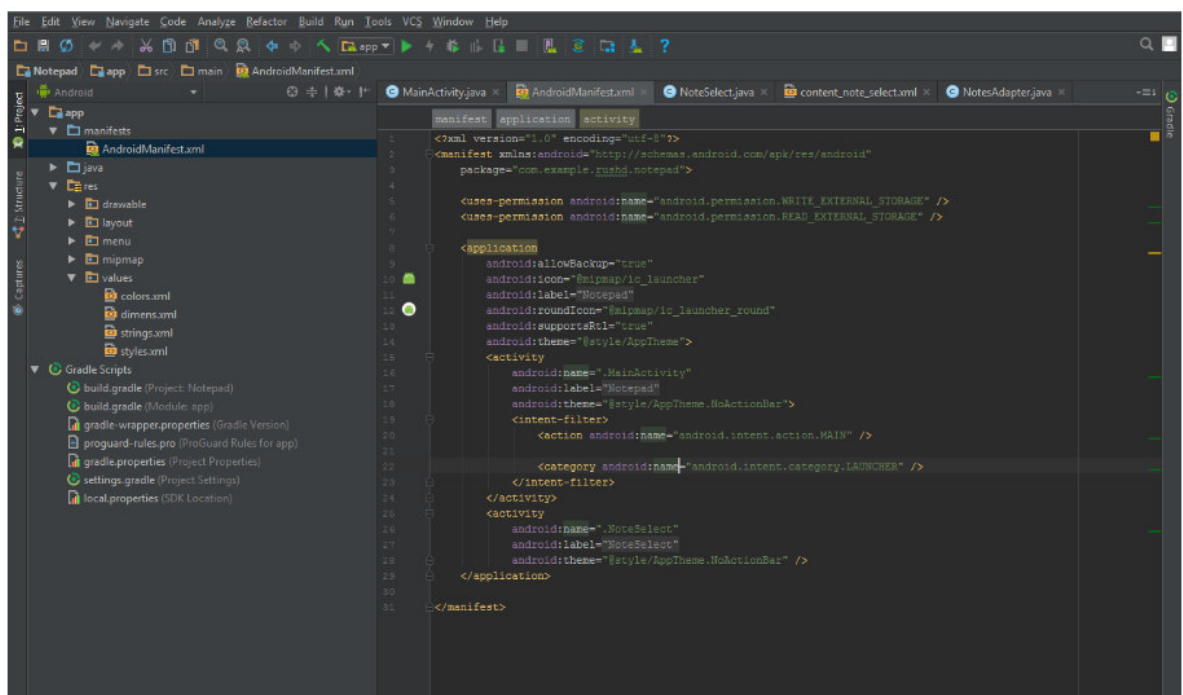 File Edit View Navigate Code Analyze Refactor Build Run Tools VCS Window Help
app
Notepad app src main AndroidManifest.xml
Android
MainActivity.java AndroidManifest.xml NoteSelect.java content_note_select.xml NotesAdapter.java
1: Project
7: Structure
Captures
Gradle
app
manifests
AndroidManifest.xml
java
res
drawable
layout
menu
mipmap
values
colors.xml
dimens.xml
strings.xml
styles.xml
Gradle Scripts
build.gradle (Project: Notepad)
build.gradle (Module: app)
gradle-wrapper.properties (Gradle Version)
proguard-rules.pro (ProGuard Rules for app)
gradle.properties (Project Properties)
settings.gradle (Project Settings)
local.properties (SDK Location)
manifest application activity
1 <?xml version="1.0" encoding="utf-8"?>
2 <manifest xmlns:android="http://schemas.android.com/apk/res/android"
3 package="com.example.rushd.notepad">
4
5 <uses-permission android:name="android.permission.WRITE_EXTERNAL_STORAGE" />
6 <uses-permission android:name="android.permission.READ_EXTERNAL_STORAGE" />
7
8 <application
9 android:allowBackup="true"
10 android:icon="@mipmap/ic_launcher"
11 android:label="Notepad"
12 android:roundIcon="@mipmap/ic_launcher_round"
13 android:supportsRtl="true"
14 android:theme="@style/AppTheme">
15 <activity
16 android:name=".MainActivity"
17 android:label="Notepad"
18 android:theme="@style/AppTheme.NoActionBar">
19 <intent-filter>
20 <action android:name="android.intent.action.MAIN" />
21
22 <category android:name="android.intent.category.LAUNCHER" />
23 </intent-filter>
24 </activity>
25 <activity
26 android:name=".NoteSelect"
27 android:label="NoteSelect"
28 android:theme="@style/AppTheme.NoActionBar" />
29 </application>
30
31 </manifest>